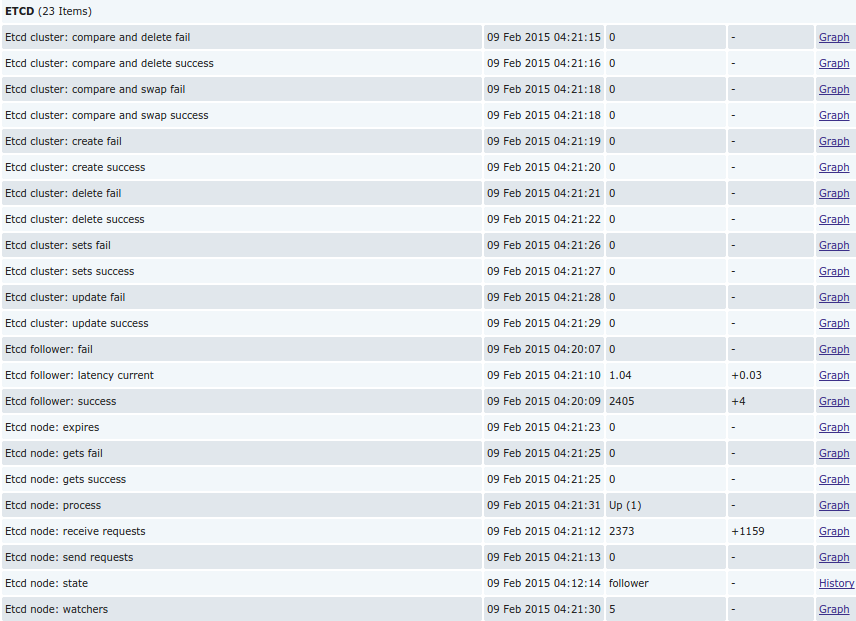 ETCD (23 Items)
Etcd cluster: compare and delete fail 09 Feb 2015 04:21:15 0 - Graph
Etcd cluster: compare and delete success 09 Feb 2015 04:21:16 0 - Graph
Etcd cluster: compare and swap fail 09 Feb 2015 04:21:18 0 - Graph
Etcd cluster: compare and swap success 09 Feb 2015 04:21:18 0 - Graph
Etcd cluster: create fail 09 Feb 2015 04:21:19 0 - Graph
Etcd cluster: create success 09 Feb 2015 04:21:20 0 - Graph
Etcd cluster: delete fail 09 Feb 2015 04:21:21 0 - Graph
Etcd cluster: delete success 09 Feb 2015 04:21:22 0 - Graph
Etcd cluster: sets fail 09 Feb 2015 04:21:26 0 - Graph
Etcd cluster: sets success 09 Feb 2015 04:21:27 0 - Graph
Etcd cluster: update fail 09 Feb 2015 04:21:28 0 - Graph
Etcd cluster: update success 09 Feb 2015 04:21:29 0 - Graph
Etcd follower: fail 09 Feb 2015 04:20:07 0 - Graph
Etcd follower: latency current 09 Feb 2015 04:21:10 1.04 +0.03 Graph
Etcd follower: success 09 Feb 2015 04:20:09 2405 +4 Graph
Etcd node: expires 09 Feb 2015 04:21:23 0 - Graph
Etcd node: gets fail 09 Feb 2015 04:21:25 0 - Graph
Etcd node: gets success 09 Feb 2015 04:21:25 0 - Graph
Etcd node: process 09 Feb 2015 04:21:31 Up (1) - Graph
Etcd node: receive requests 09 Feb 2015 04:21:12 2373 +1159 Graph
Etcd node: send requests 09 Feb 2015 04:21:13 0 - Graph
Etcd node: state 09 Feb 2015 04:12:14 follower - History
Etcd node: watchers 09 Feb 2015 04:21:30 5 - Graph